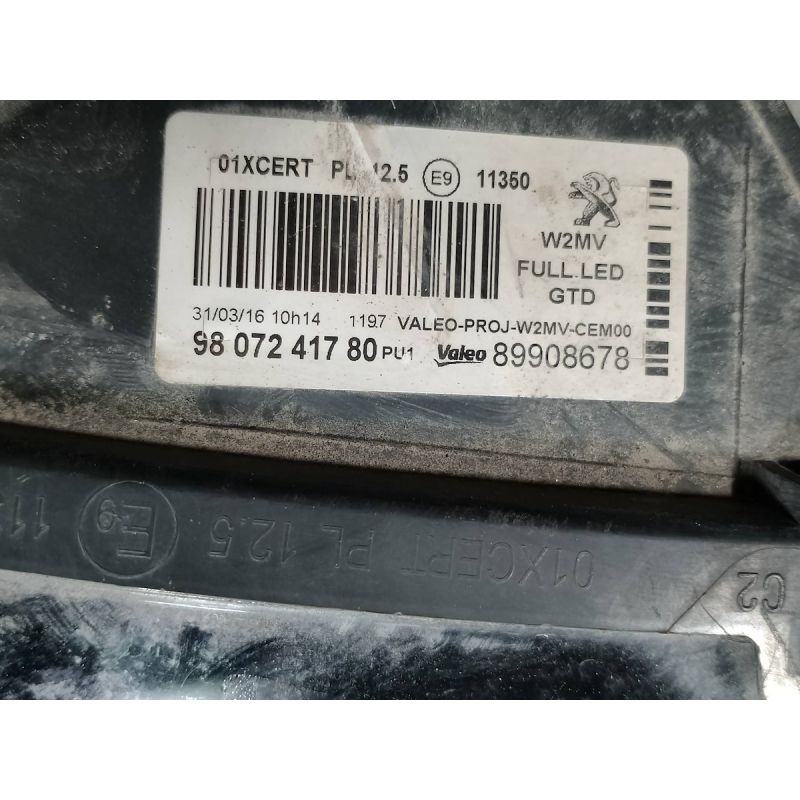 01XCERT PL 12.5 E9 11350
W2MV
FULL.LED
GTD
31/03/16 10h14 1197 VALEO-PROJ-W2MV-CEM00
98 072 417 80 PU1 Valeo 89908678
01XCERT PL 12.5 E9
C2